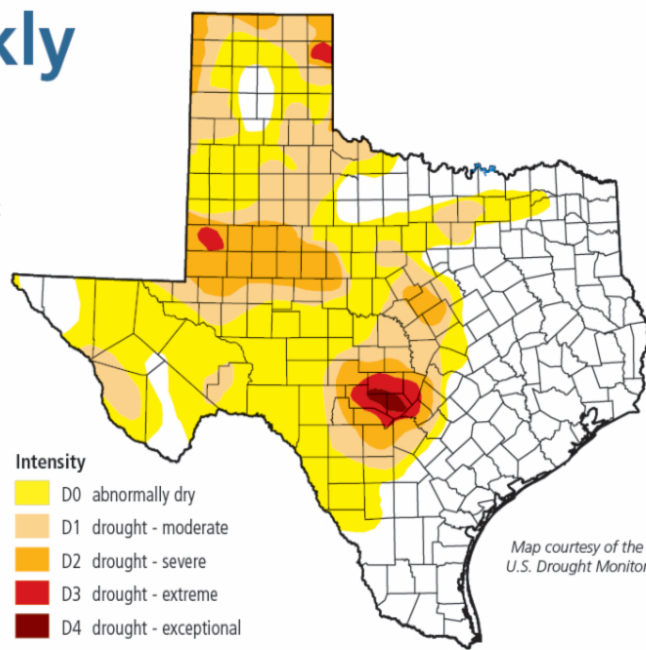 kly
Intensity
D0 abnormally dry
D1 drought - moderate
D2 drought - severe
D3 drought - extreme
D4 drought - exceptional
Map courtesy of the
U.S. Drought Monitor